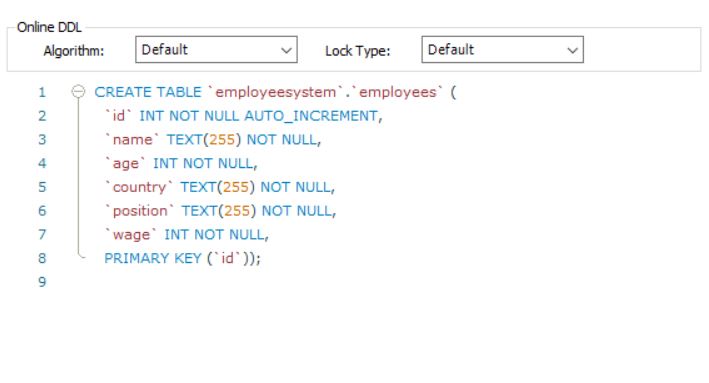 Online DDL
Algorithm: Default Lock Type: Default
1 CREATE TABLE `employeesystem`.`employees` (
2 `id` INT NOT NULL AUTO_INCREMENT,
3 `name` TEXT(255) NOT NULL,
4 `age` INT NOT NULL,
5 `country` TEXT(255) NOT NULL,
6 `position` TEXT(255) NOT NULL,
7 `wage` INT NOT NULL,
8 PRIMARY KEY (`id`));
9